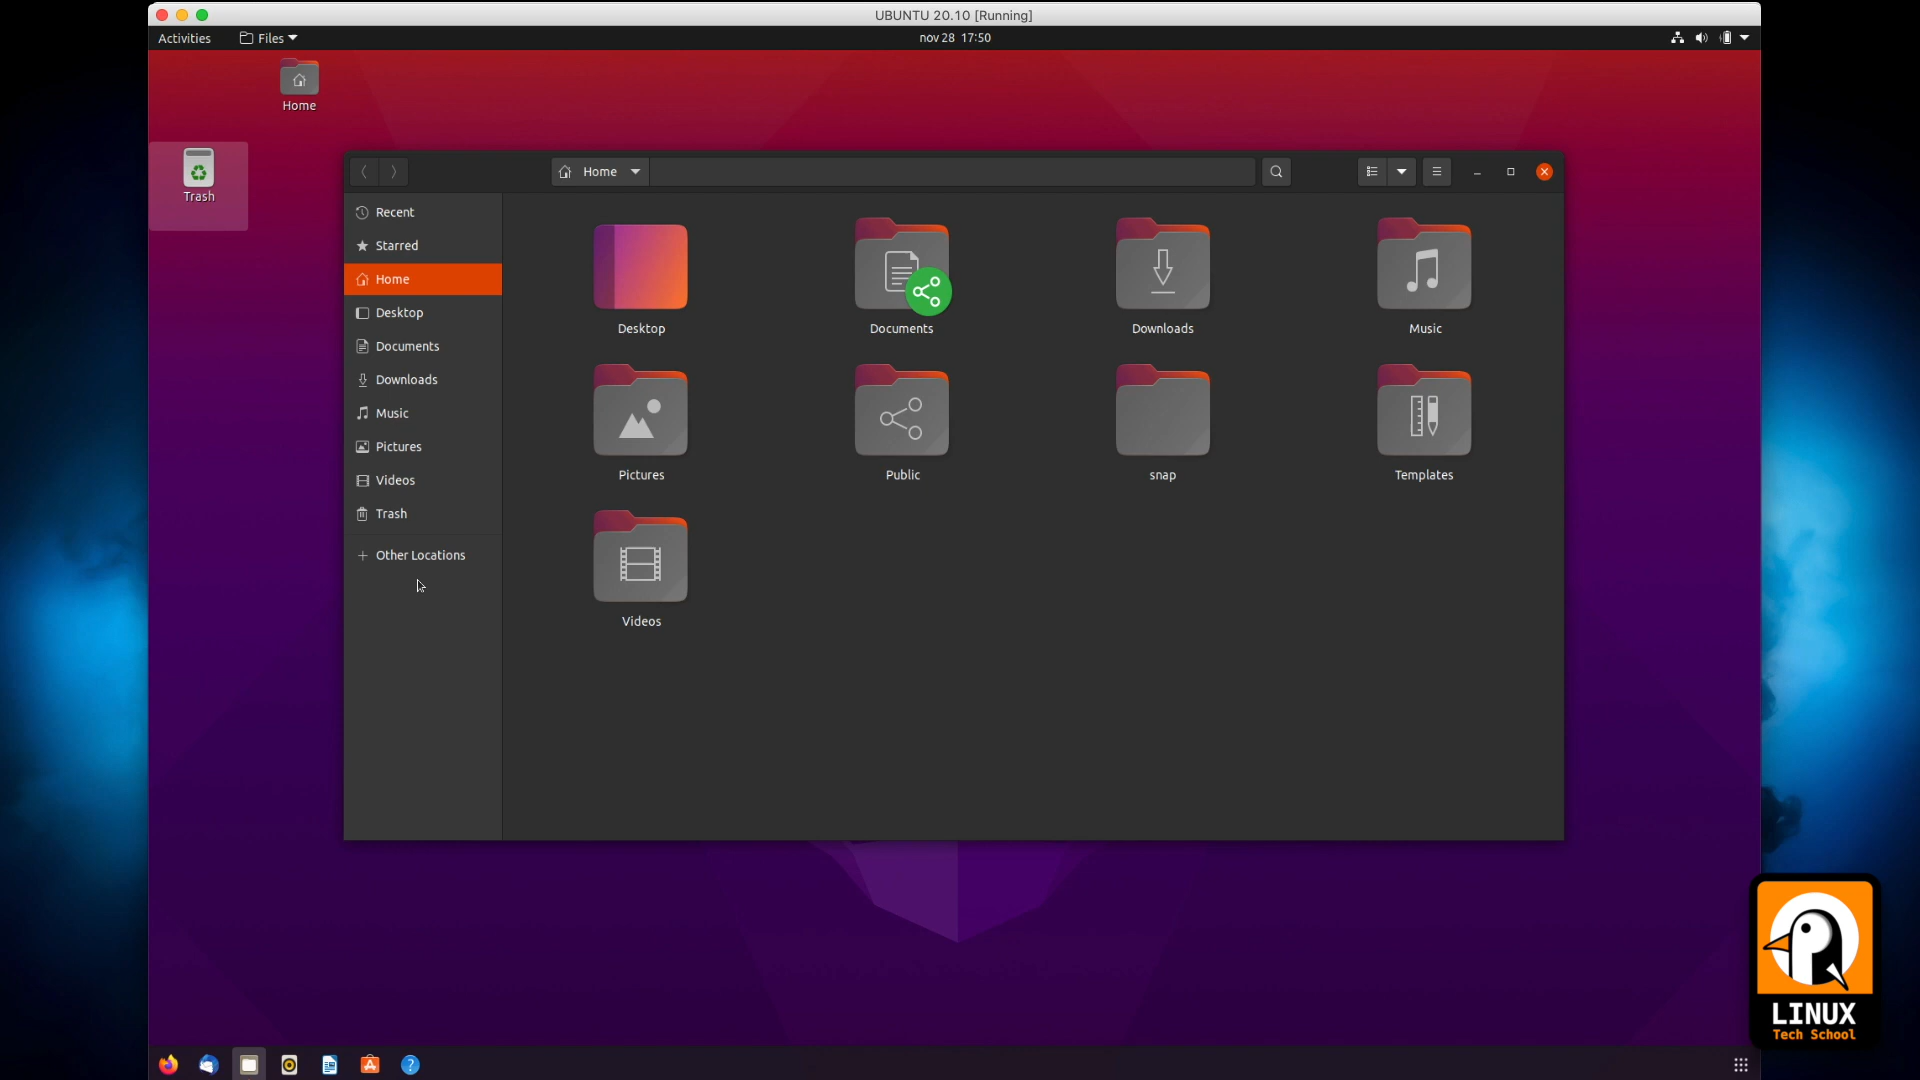 UBUNTU 20.10 [Running]
Activities
Files
nov 28 17:50
Home
Trash
Home
Recent
Starred
Home
Desktop
Documents
Downloads
Music
Pictures
Videos
Trash
Other Locations
Desktop
Documents
Downloads
Music
Pictures
Public
snap
Templates
Videos
LINUX
Tech School